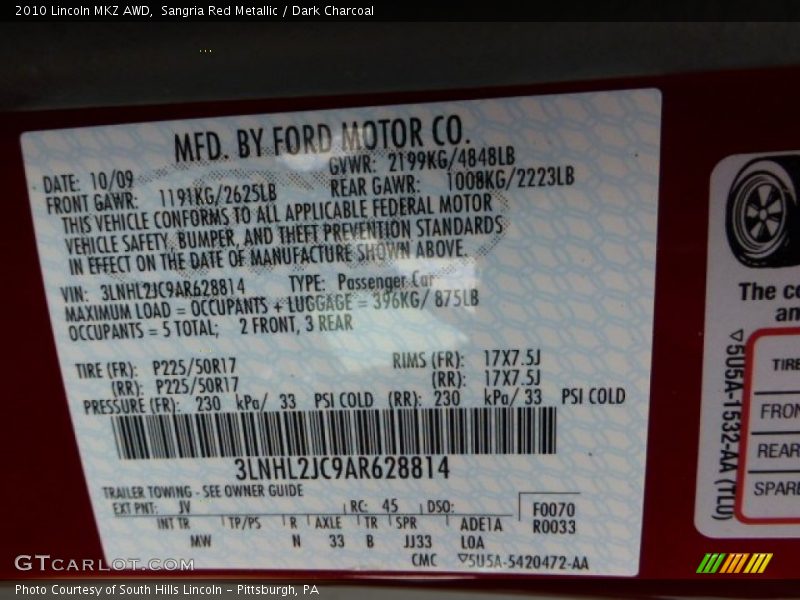 2010 Lincoln MKZ AWD,  Sangria Red Metallic / Dark Charcoal
MFD. BY FORD MOTOR CO.
DATE: 10/09
GVWR: 2199KG/4848LB
FRONT GAWR: 1191KG/2625LB
REAR GAWR: 1008KG/2223LB
THIS VEHICLE CONFORMS TO ALL APPLICABLE FEDERAL MOTOR
VEHICLE SAFETY, BUMPER, AND THEFT PREVENTION STANDARDS
IN EFFECT ON THE DATE OF MANUFACTURE SHOWN ABOVE.
VIN: 3LNHL2JC9AR628814 TYPE: Passenger Car
MAXIMUM LOAD = OCCUPANTS + LUGGAGE = 396KG/ 875LB
OCCUPANTS = 5 TOTAL; 2 FRONT, 3 REAR
TIRE (FR): P225/50R17 RIMS (FR): 17X7.5J
(RR): P225/50R17 (RR): 17X7.5J
PRESSURE (FR): 230 kPa/ 33 PSI COLD (RR): 230 kPa/ 33 PSI COLD
3LNHL2JC9AR628814
TRAILER TOWING - SEE OWNER GUIDE
EXT PNT: JV RC: 45 DSO: F0070
INT TR TP/PS R AXLE TR SPR ADE1A R0033
MW N 33 B JJ33 LOA
CMC ▽5U5A-5420472-AA
The co
an
▽5U5A-1532-AA (7L0)
TIRE
FRON
REAR
SPARE
GTCARLOT.COM
Photo Courtesy of South Hills Lincoln - Pittsburgh, PA